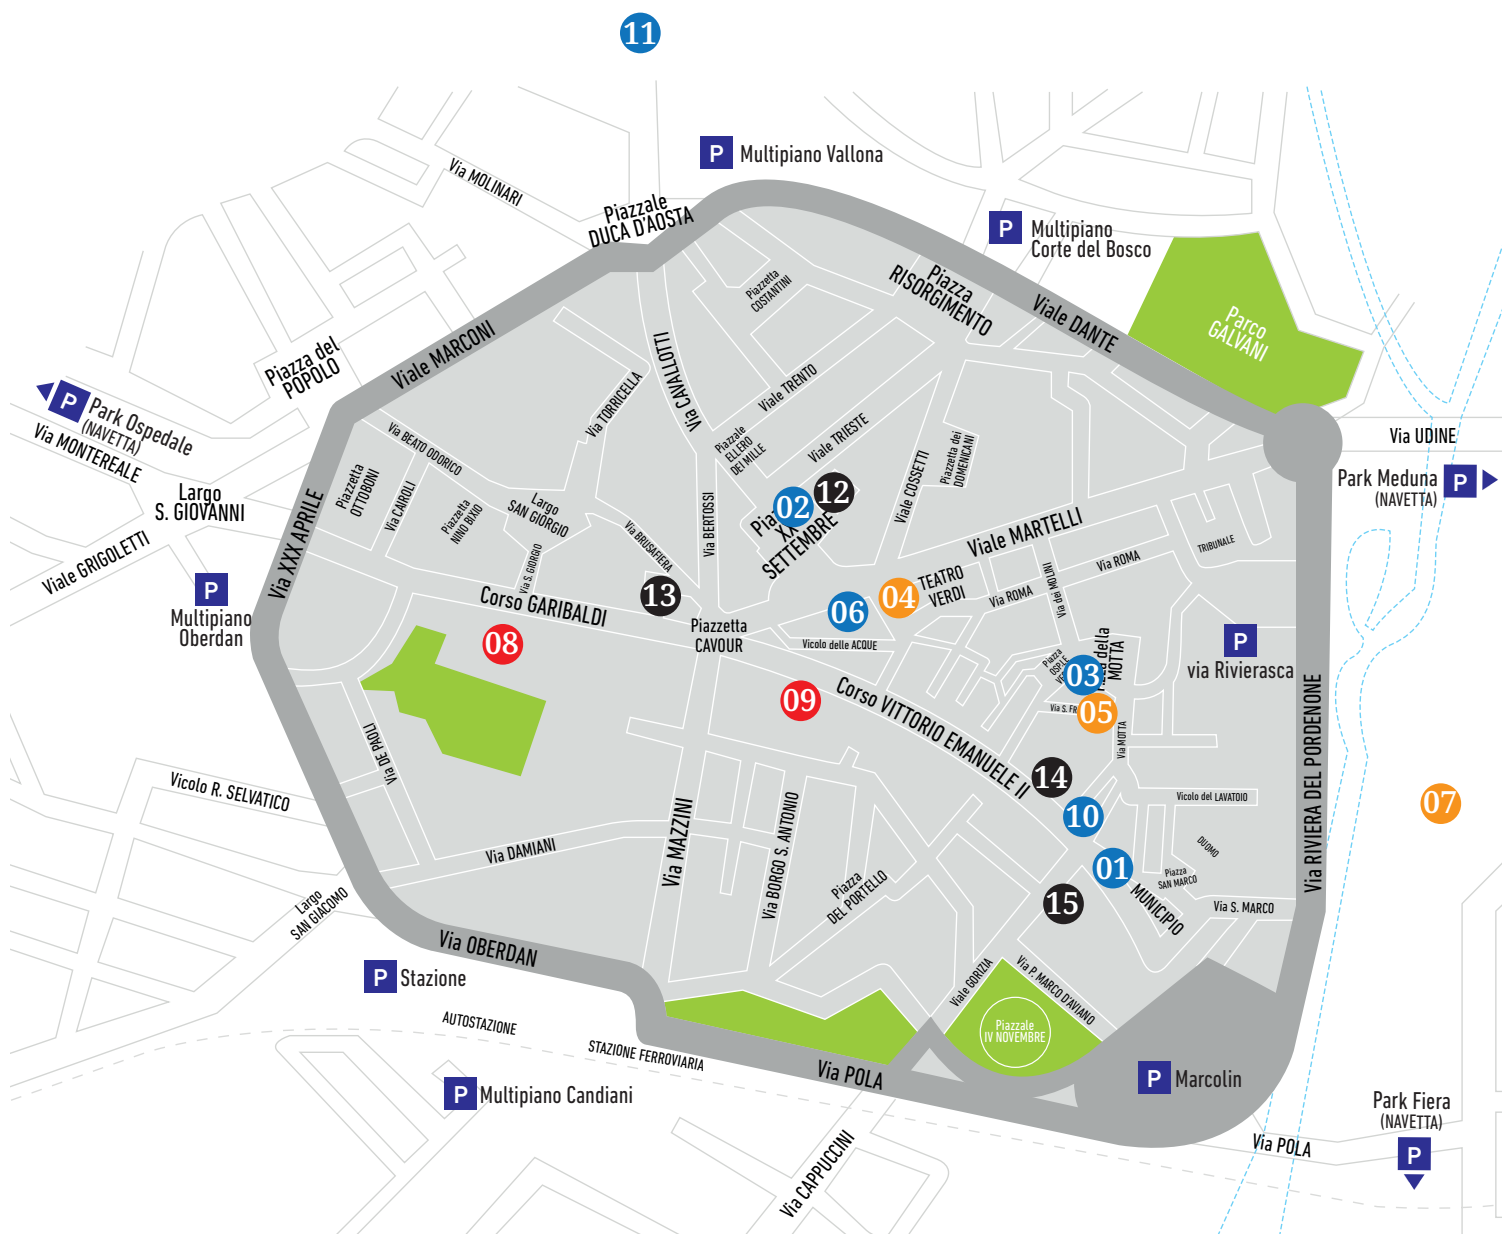 11
P Multipiano Vallona
Via MOLINARI
Piazzale
DUCA D'AOSTA
P Multipiano
Corte del Bosco
Piazzetta
COSTANTINI
Piazza
RISORGIMENTO
Viale DANTE
Parco
GALVANI
Viale MARCONI
Piazza del
POPOLO
Via CAVALLOTTI
Via TORRICELLA
Viale TRENTO
Viale TRIESTE
Piazzale
ELLERO
DEI MILLE
P Park Ospedale
(NAVETTA)
Via MONTEREALE
Largo
S. GIOVANNI
Viale GRIGOLETTI
Via XXX APRILE
Via BEATO ODORICO
Piazzetta
OTTOBONI
Via CAIROLI
Piazzetta
NINO BIXIO
Largo
SAN GIORGIO
Via S. GIORGIO
Via BRUSAFIERA
Via BERTOSSI
02
12
XX
SETTEMBRE
Viale COSSETTI
Piazzetta dei
DOMENICANI
Via UDINE
Park Meduna P
(NAVETTA)
Viale MARTELLI
TRIBUNALE
Via ROMA
Via ROMA
Via dei MOLINI
TEATRO
VERDI
04
06
Vicolo delle ACQUE
P
Multipiano
Oberdan
Corso GARIBALDI
13
08
Piazzetta
CAVOUR
09
Corso VITTORIO EMANUELE II
Piazza
della
MOTTA
03
Via S. FR
05
Via MOTTA
P
via Rivierasca
Via RIVIERA DEL PORDENONE
07
14
10
Vicolo del LAVATOIO
DUOMO
01
Piazza
SAN MARCO
Via S. MARCO
MUNICIPIO
15
Via DE PAOLI
Vicolo R. SELVATICO
Via DAMIANI
Via MAZZINI
Via BORGO S. ANTONIO
Piazza
DEL PORTELLO
Largo
SAN GIACOMO
Via OBERDAN
P Stazione
AUTOSTAZIONE
STAZIONE FERROVIARIA
P Multipiano Candiani
Via POLA
Viale GORIZIA
Via P. MARCO D'AVIANO
Piazzale
IV NOVEMBRE
P Marcolin
Via CAPPUCCINI
Via POLA
Park Fiera
(NAVETTA)
P